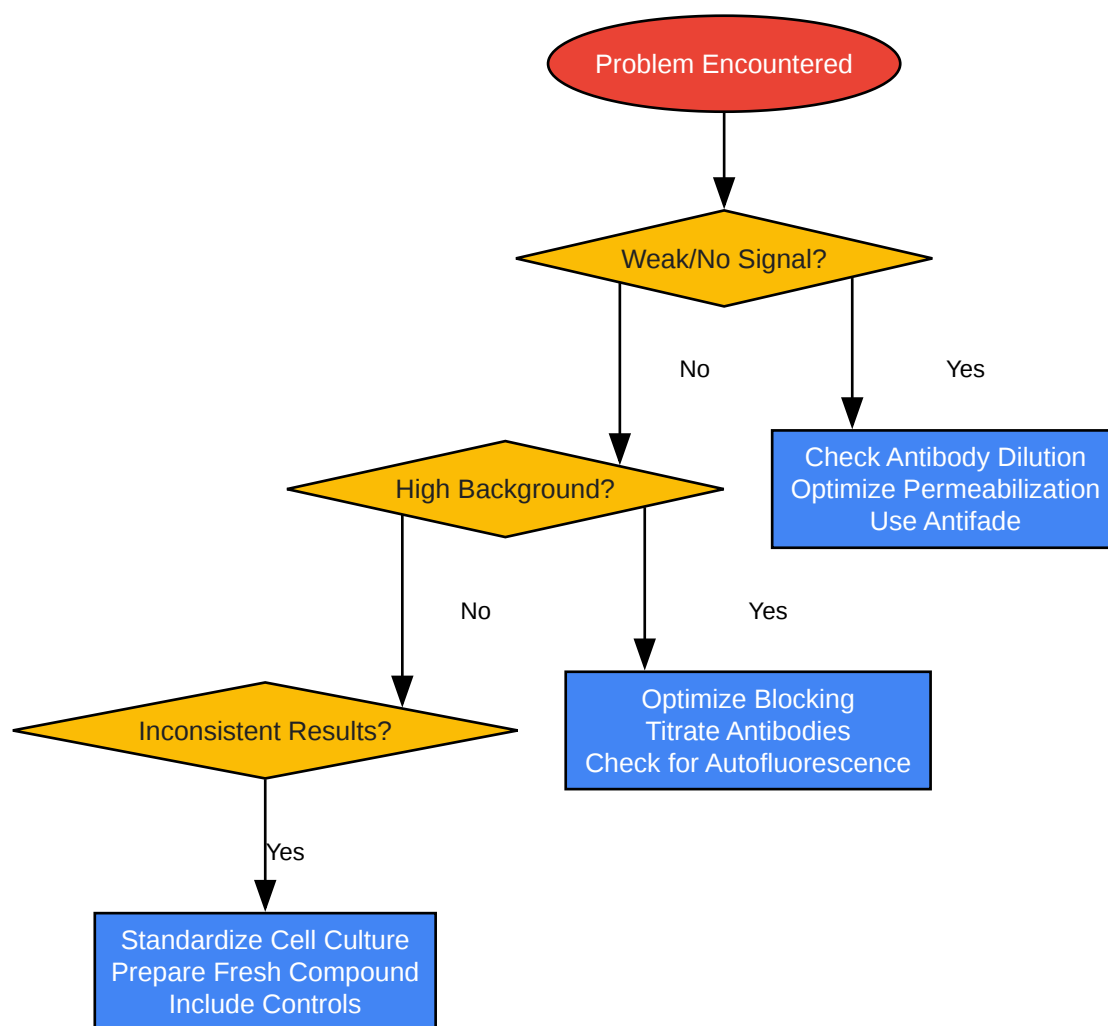 Problem Encountered
Weak/No Signal?
No
Yes
Check Antibody Dilution
Optimize Permeabilization
Use Antifade
High Background?
No
Yes
Optimize Blocking
Titrate Antibodies
Check for Autofluorescence
Inconsistent Results?
Yes
Standardize Cell Culture
Prepare Fresh Compound
Include Controls